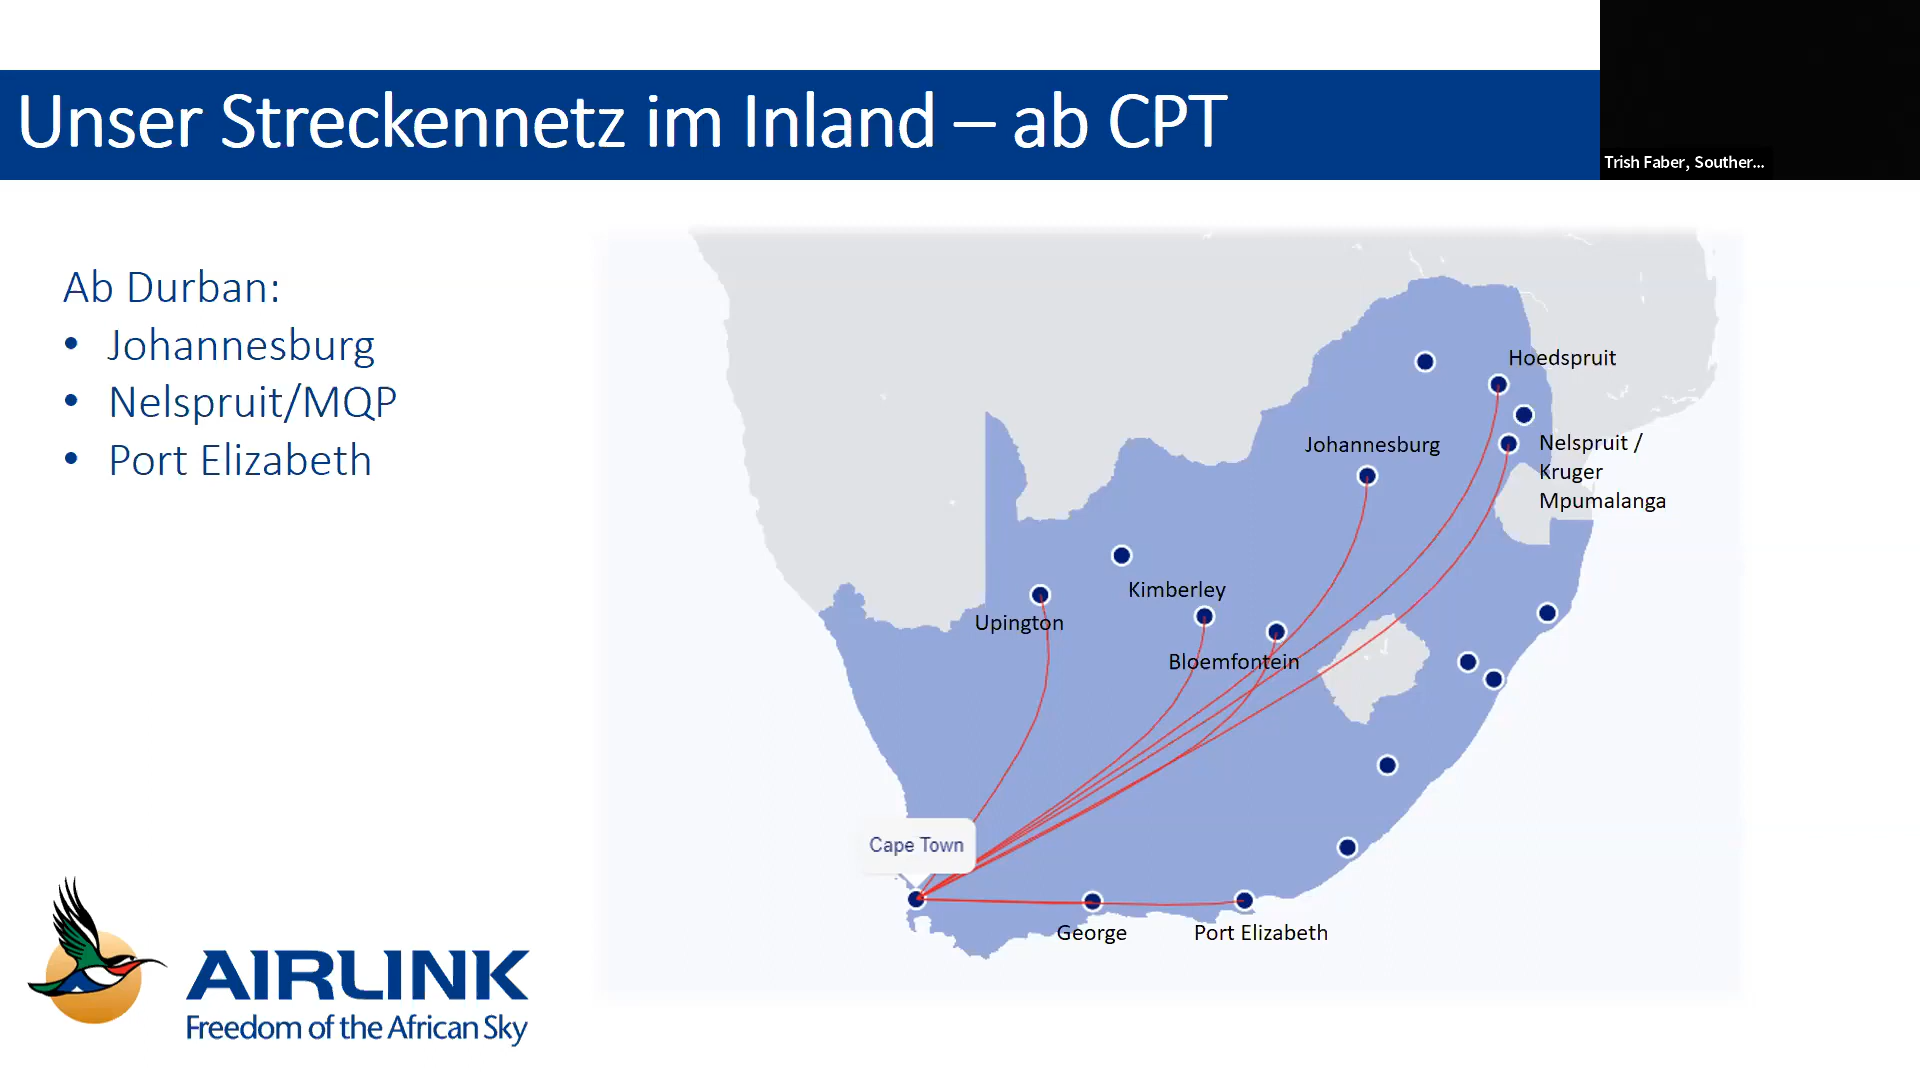 Unser Streckennetz im Inland – ab CPT
Trish Faber, Souther...
Ab Durban:
• Johannesburg
• Nelspruit/MQP
• Port Elizabeth
Hoedspruit
Johannesburg
Nelspruit /
Kruger
Mpumalanga
Kimberley
Upington
Bloemfontein
Cape Town
George
Port Elizabeth
AIRLINK
Freedom of the African Sky